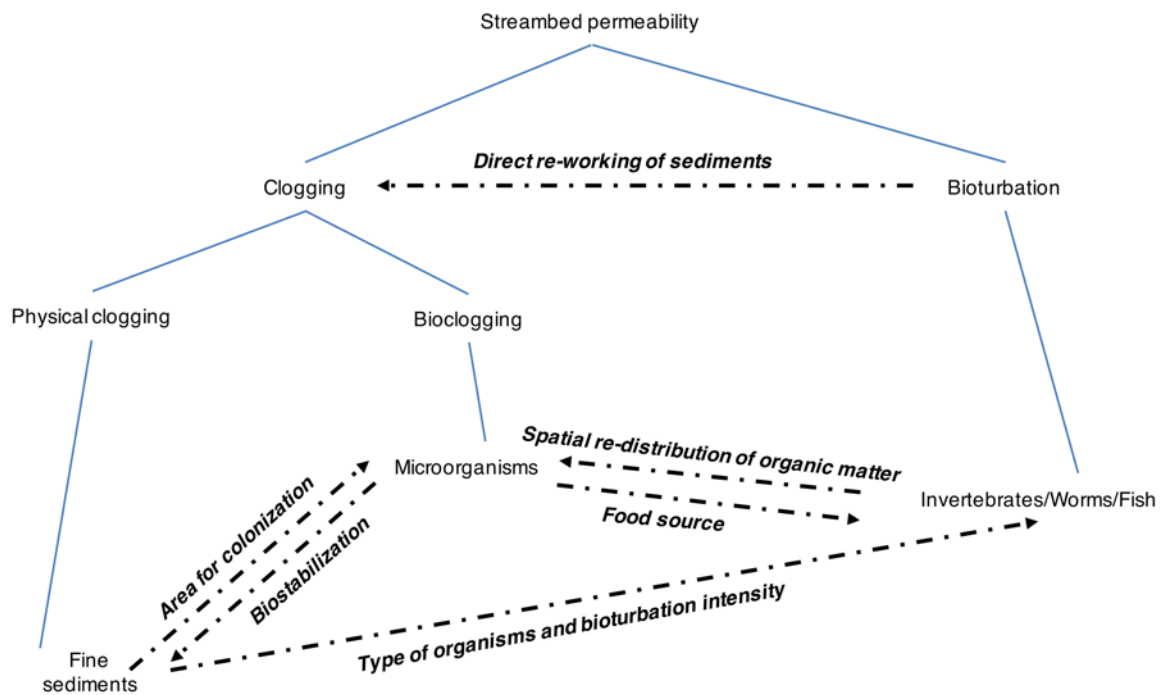 Streambed permeability
Direct re-working of sediments
Clogging
Bioturbation
Physical clogging
Bioclogging
Spatial re-distribution of organic matter
Microorganisms
Invertebrates/Worms/Fish
Food source
Area for colonization
Biostabilization
Type of organisms and bioturbation intensity
Fine
sediments